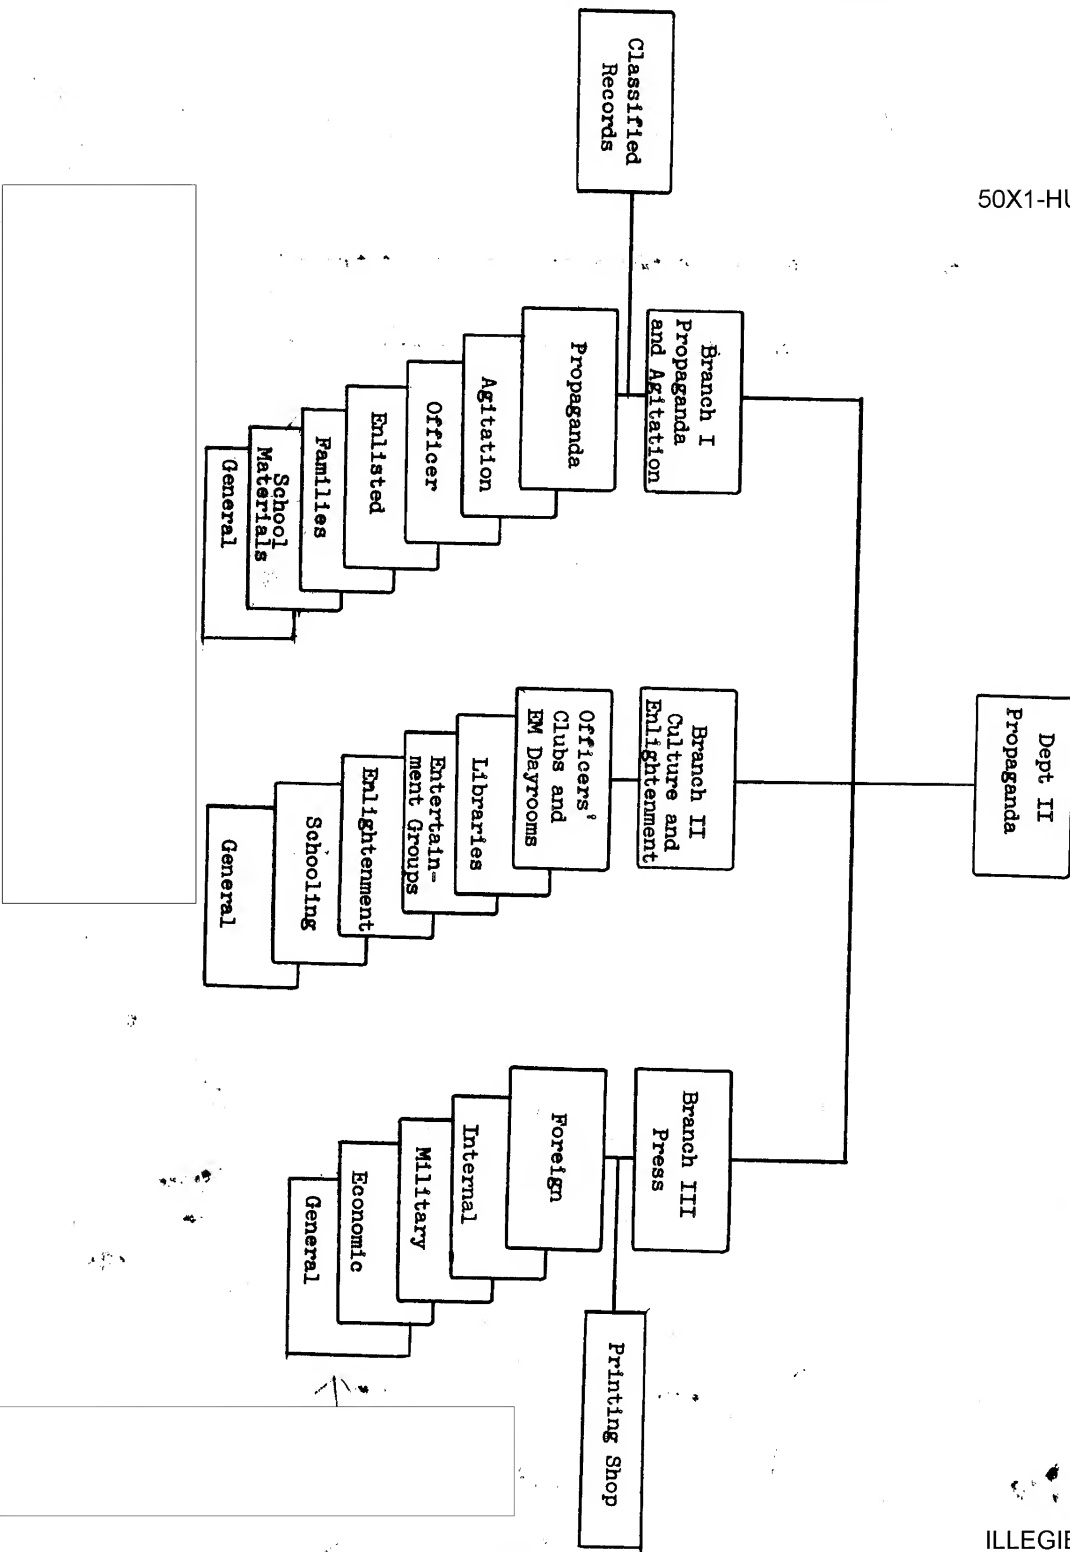 50X1-HU
Dept II
Propaganda
Classified
Records
Branch I
Propaganda
and Agitation
Propaganda
Agitation
Officer
Enlisted
Families
School
Materials
General
Branch II
Culture and
Enlightenment
Officers'
Clubs and
EM Dayrooms
Libraries
Entertain-
ment Groups
Enlightenment
Schooling
General
Branch III
Press
Foreign
Internal
Military
Economic
General
Printing Shop
ILLEGIB